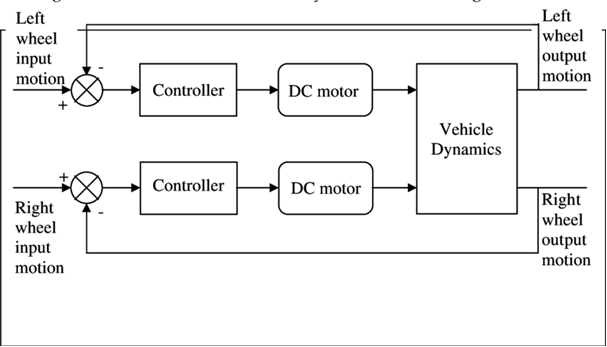 Left
wheel
input
motion
+
-
Controller
DC motor
Vehicle
Dynamics
Left
wheel
output
motion
+
-
Controller
DC motor
Right
wheel
input
motion
Right
wheel
output
motion